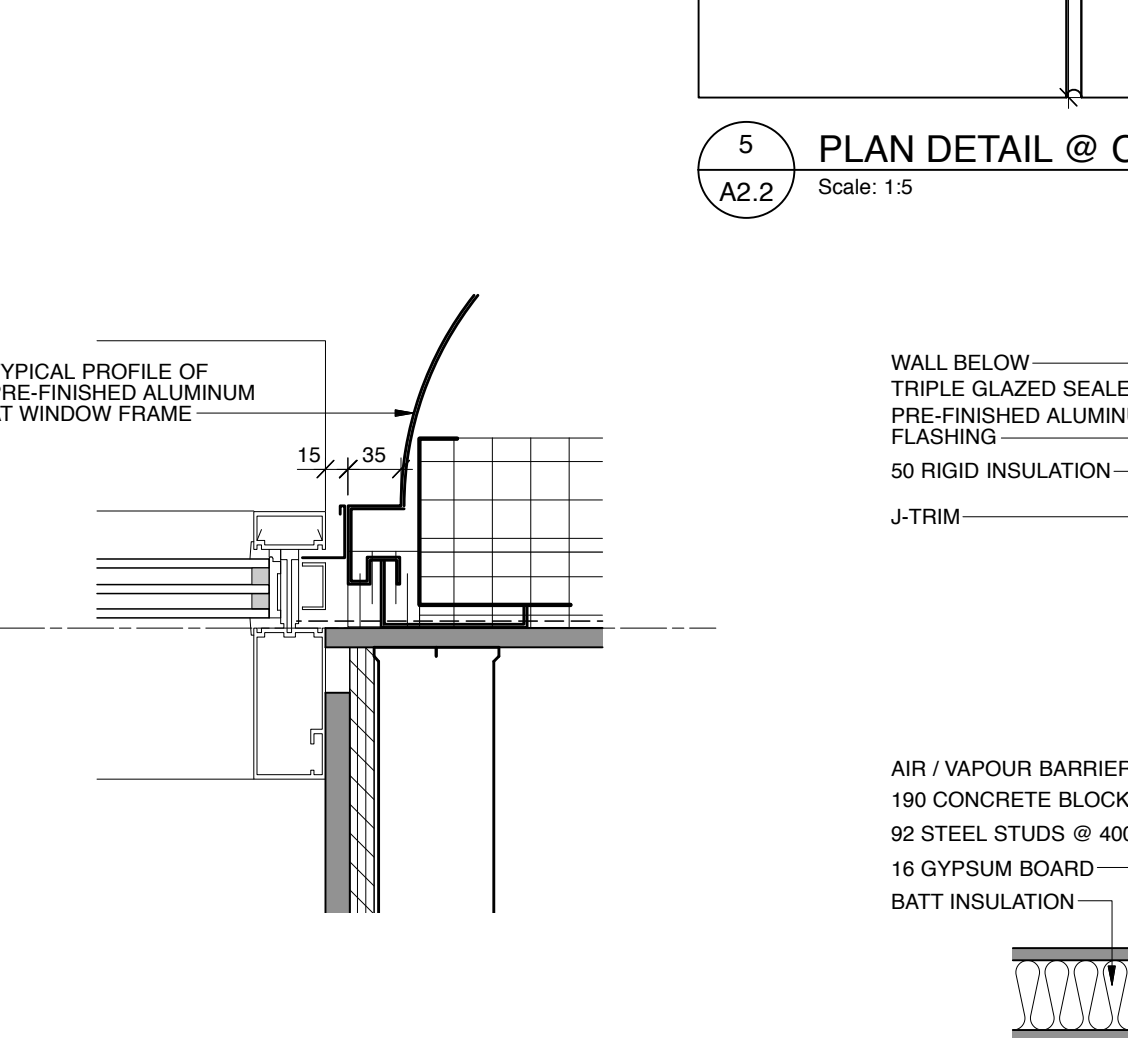 5
A2.2
PLAN DETAIL @
Scale: 1:5
YPICAL PROFILE OF
RE-FINISHED ALUMINUM
T WINDOW FRAME
15
35
WALL BELOW
TRIPLE GLAZED SEALE
PRE-FINISHED ALUMIN
FLASHING
50 RIGID INSULATION
J-TRIM
AIR / VAPOUR BARRIER
190 CONCRETE BLOCK
92 STEEL STUDS @ 400
16 GYPSUM BOARD
BATT INSULATION